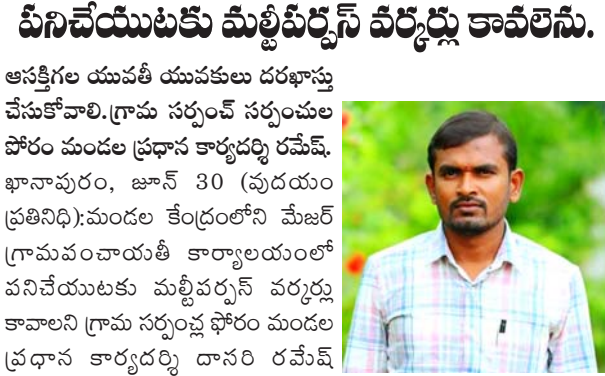 పనిచేయుటకు మల్టీపర్పస్ వర్కర్లు కావలెను.
ఆసక్తిగల యువతీ యువకులు దరఖాస్తు
చేసుకోవాలి.గ్రామ సర్పంచ్ సర్పంచుల
పోరం మండల ప్రధాన కార్యదర్శి రమేష్.
ఖానాపురం, జూన్ 30 (వుదయం
ప్రతినిధి):మండల కేంద్రంలోని మేజర్
గ్రామపంచాయతీ కార్యాలయంలో
పనిచేయుటకు మల్టీపర్పస్ వర్కర్లు
కావాలని గ్రామ సర్పంచ్ల ఫోరం మండల
ప్రధాన కార్యదర్శి దాసరి రమేష్